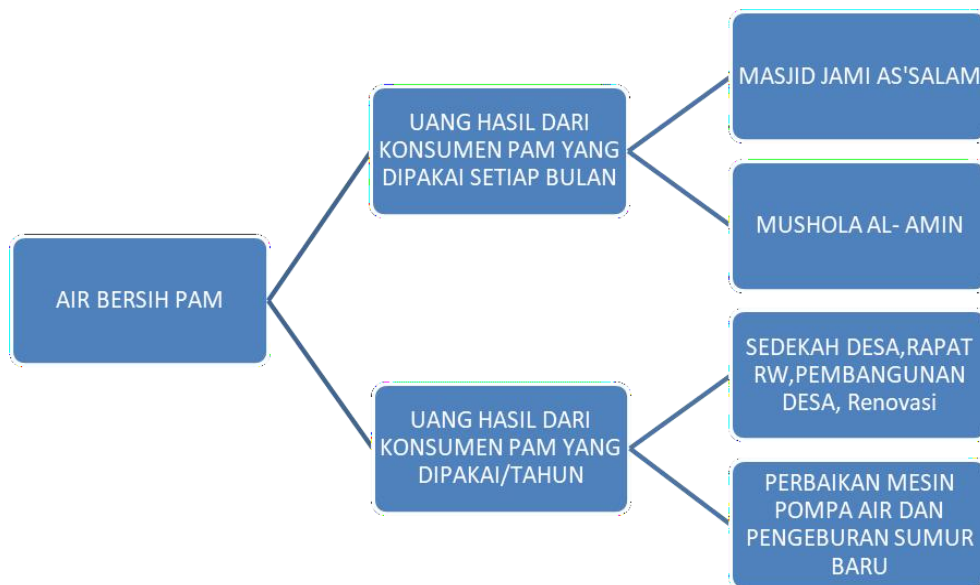 AIR BERSIH PAM
UANG HASIL DARI
KONSUMEN PAM YANG
DIPAKAI SETIAP BULAN
MASJID JAMI AS'SALAM
MUSHOLA AL- AMIN
UANG HASIL DARI
KONSUMEN PAM YANG
DIPAKAI/TAHUN
SEDEKAH DESA,RAPAT
RW,PEMBANGUNAN
DESA, Renovasi
PERBAIKAN MESIN
POMPA AIR DAN
PENGEBURAN SUMUR
BARU